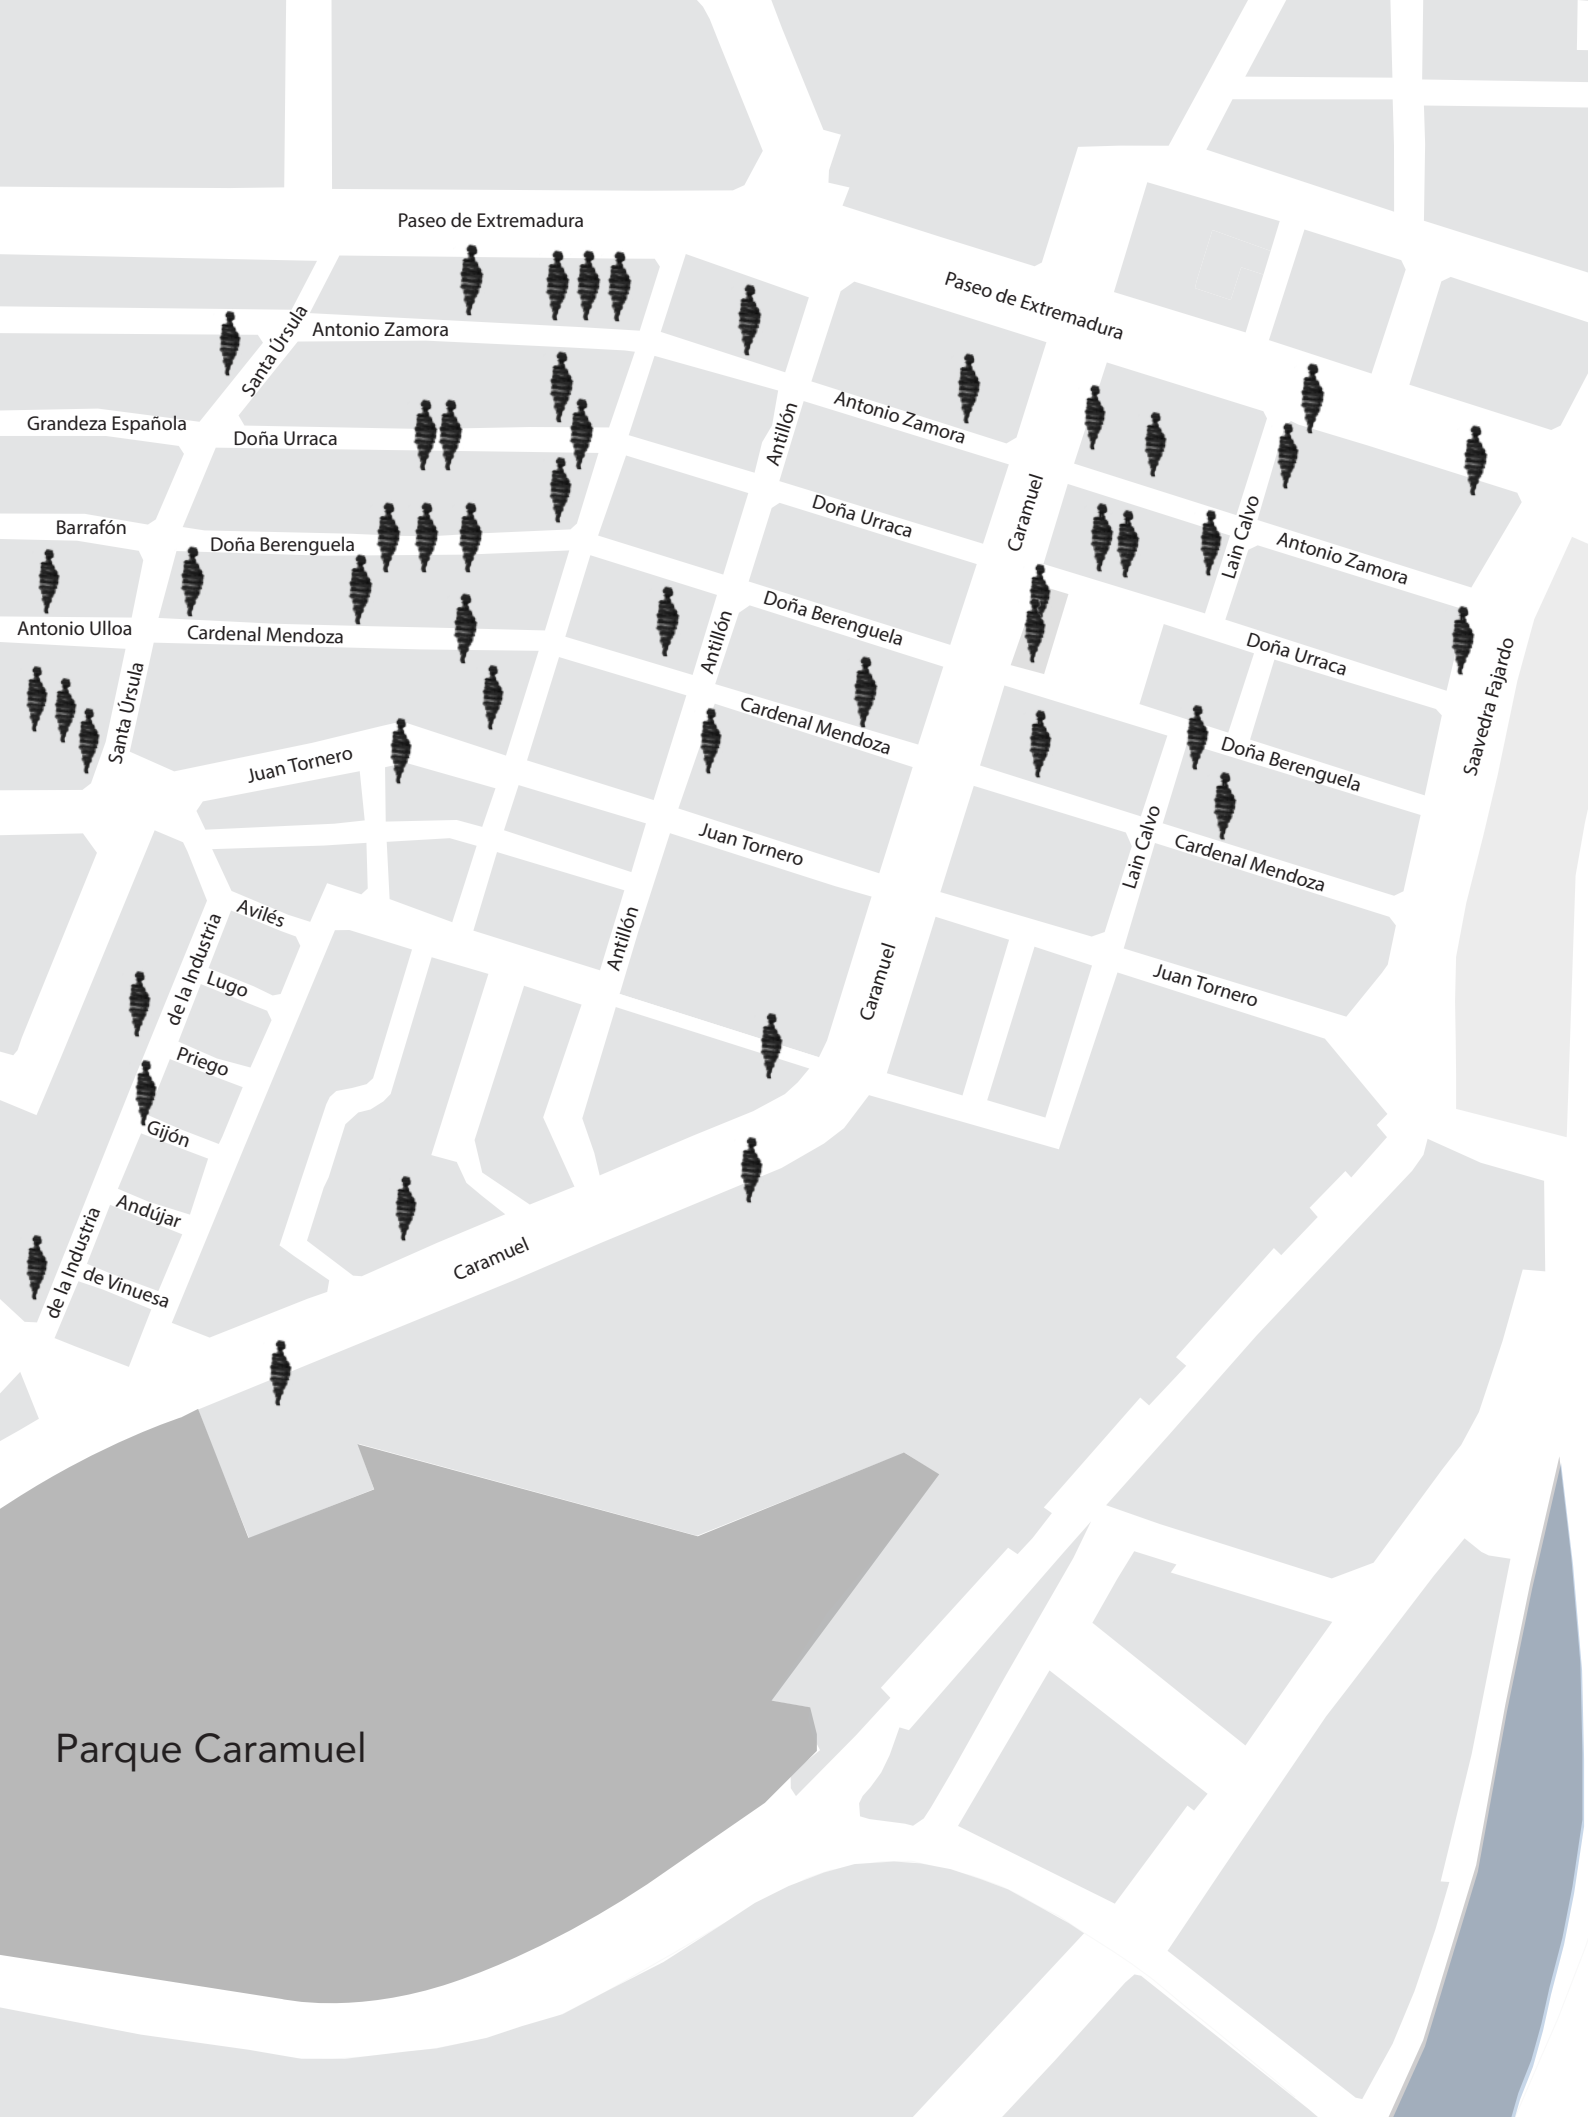 Paseo de Extremadura
Paseo de Extremadura
Santa Úrsula
Antonio Zamora
Antonio Zamora
Grandeza Española
Doña Urraca
Antillón
Doña Urraca
Caramuel
Lain Calvo
Antonio Zamora
Barrafón
Doña Berenguela
Doña Berenguela
Antonio Ulloa
Cardenal Mendoza
Antillón
Doña Urraca
Saavedra Fajardo
Santa Úrsula
Cardenal Mendoza
Doña Berenguela
Juan Tornero
Juan Tornero
Lain Calvo
Cardenal Mendoza
Avilés
Antillón
de la Industria
Lugo
Caramuel
Juan Tornero
Priego
Gijón
Andújar
de la Industria
de Vinuesa
Caramuel
Parque Caramuel